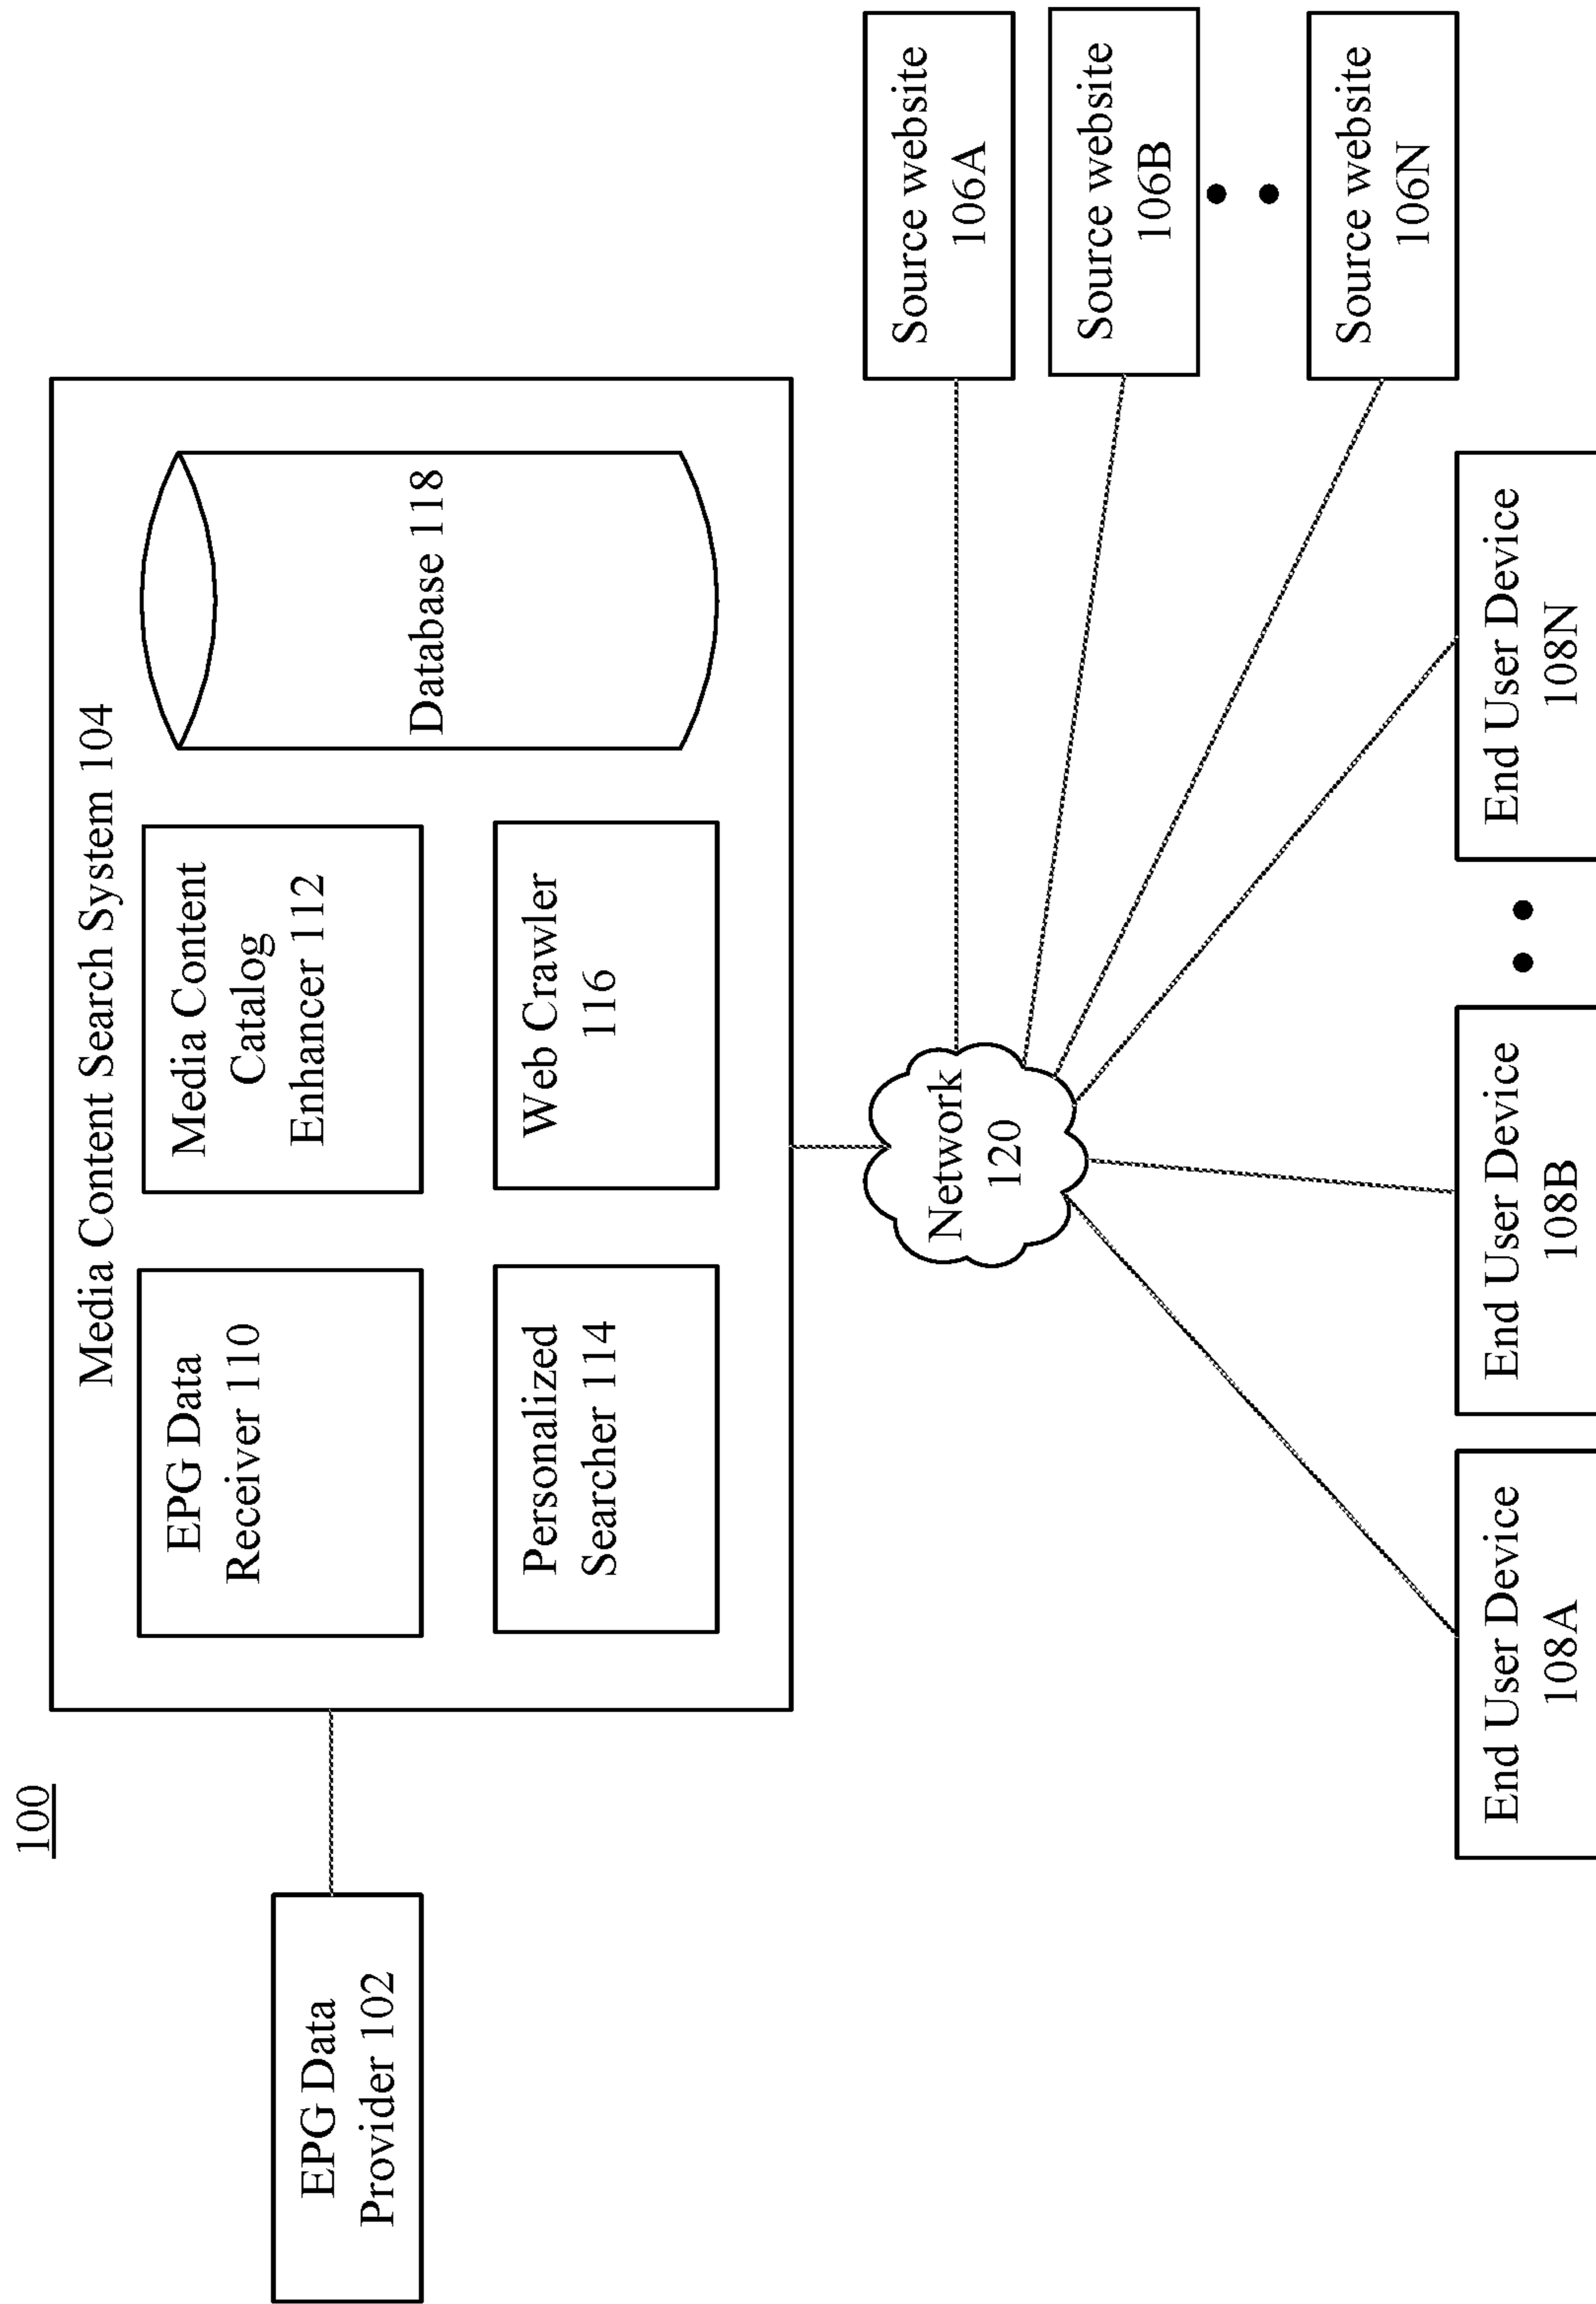 100
Media Content Search System 104
EPG Data
Receiver 110
Media Content
Catalog
Enhancer 112
Personalized
Searcher 114
Web Crawler
116
Database 118
EPG Data
Provider 102
Network
120
Source website
106A
Source website
106B
Source website
106N
End User Device
108A
End User Device
108B
End User Device
108N